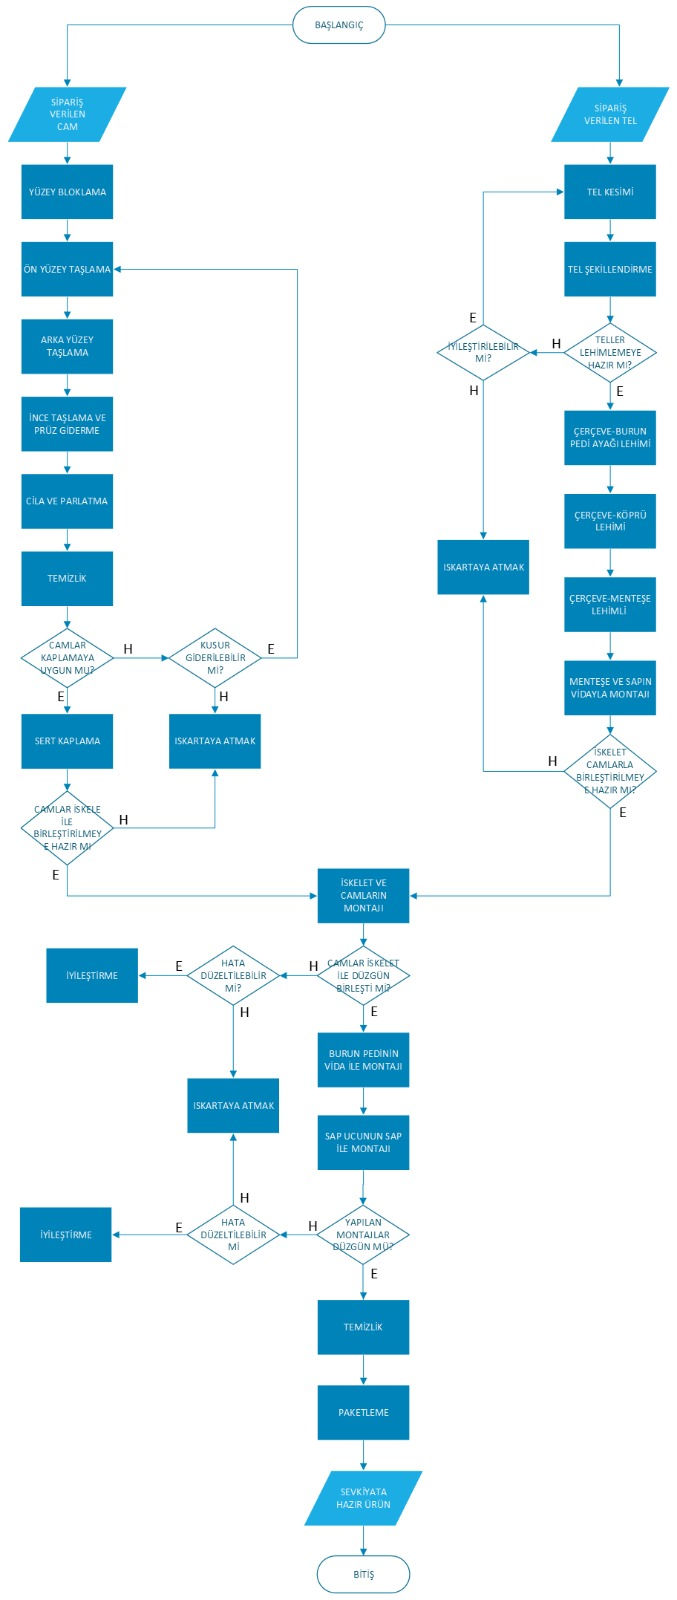 BAŞLANGIÇ
SİPARİŞ
VERİLEN
CAM
YÜZEY BLOKLAMA
ÖN YÜZEY TAŞLAMA
ARKA YÜZEY
TAŞLAMA
İNCE TAŞLAMA VE
PRÜZ GİDERME
CİLA VE PARLATMA
TEMİZLİK
CAMLAR
KAPLAMAYA
UYGUN MU?
H
E
KUSUR
GİDERİLEBİLİR
Mİ?
E
H
SERT KAPLAMA
ISKARTAYA ATMAK
CAMLAR İSKELE
İLE
BİRLEŞTİRİLMEY
E HAZIR MI
H
E
SİPARİŞ
VERİLEN TEL
TEL KESİMİ
TEL ŞEKİLLENDİRME
TELLER
LEHİMLEMEYE
HAZIR MI?
H
E
İYİLEŞTİRİLEBİLİR
Mİ?
E
H
ÇERÇEVE-BURUN
PEDİ AYAĞI LEHİMİ
ÇERÇEVE-KÖPRÜ
LEHİMİ
ISKARTAYA ATMAK
ÇERÇEVE-MENTEŞE
LEHİMLİ
MENTEŞE VE SAPIN
VIDAYLA MONTAJI
İSKELET
CAMLARLA
BİRLEŞTİRİLMEY
E HAZIR MI?
H
E
İSKELET VE
CAMLARIN
MONTAJI
CAMLAR İSKELET
İLE DÜZGÜN
BİRLEŞTİ Mİ?
H
E
HATA
DÜZELTİLEBİLİR
Mİ?
E
H
İYİLEŞTİRME
BURUN PEDİNİN
VİDA İLE MONTAJI
ISKARTAYA ATMAK
SAP UCUNUN SAP
İLE MONTAJI
YAPILAN
MONTAJLAR
DÜZGÜN MÜ?
H
E
HATA
DÜZELTİLEBİLİR
Mİ
H
E
İYİLEŞTİRME
TEMİZLİK
PAKETLEME
SEVKİYATA
HAZIR ÜRÜN
BİTİŞ